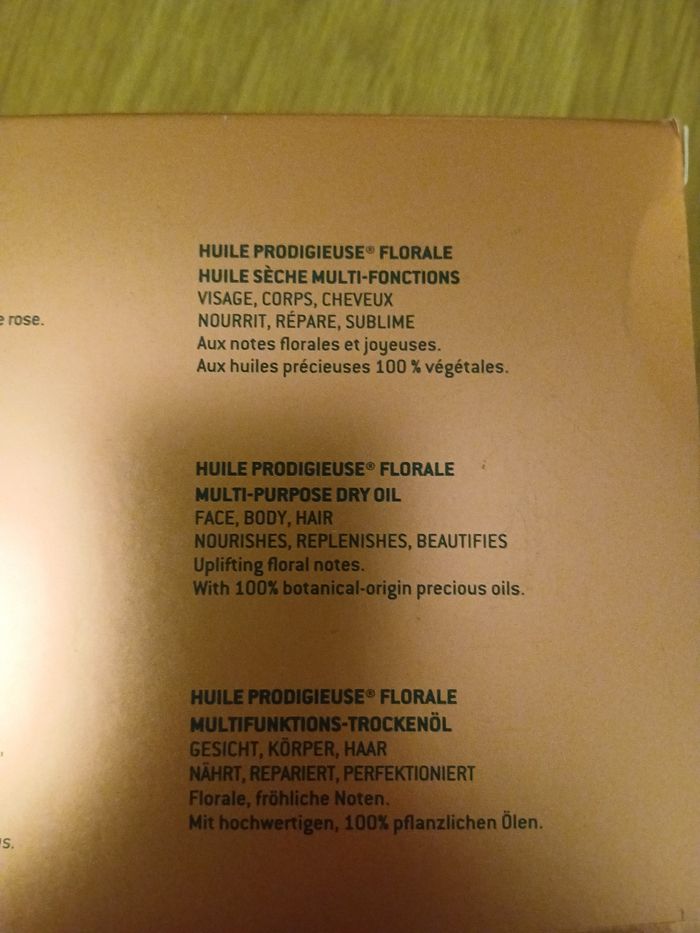 e rose.
HUILE PRODIGIEUSE® FLORALE
HUILE SÈCHE MULTI-FONCTIONS
VISAGE, CORPS, CHEVEUX
NOURRIT, RÉPARE, SUBLIME
Aux notes florales et joyeuses.
Aux huiles précieuses 100 % végétales.
HUILE PRODIGIEUSE® FLORALE
MULTI-PURPOSE DRY OIL
FACE, BODY, HAIR
NOURISHES, REPLENISHES, BEAUTIFIES
Uplifting floral notes.
With 100% botanical-origin precious oils.
HUILE PRODIGIEUSE® FLORALE
MULTIFUNKTIONS-TROCKENÖL
GESICHT, KÖRPER, HAAR
NÄHRT, REPARIERT, PERFEKTIONIERT
Florale, fröhliche Noten.
Mit hochwertigen, 100% pflanzlichen Ölen.